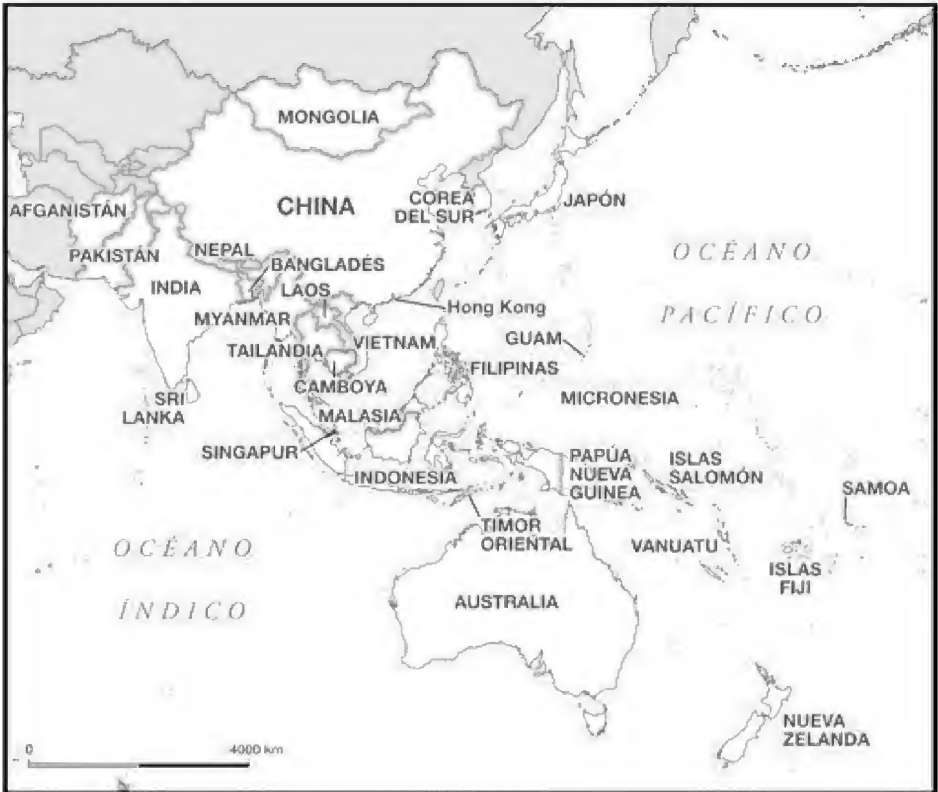 MONGOLIA
CHINA
COREA
DEL SUR
JAPÓN
AFGANISTÁN
PAKISTÁN
NEPAL
BANGLADÉS
INDIA
LAOS
OCÉANO
PACÍFICO
Hong Kong
MYANMAR
TAILANDIA
VIETNAM
GUAM
FILIPINAS
CAMBOYA
SRI
LANKA
MALASIA
MICRONESIA
SINGAPUR
INDONESIA
PAPÚA
NUEVA
GUINEA
ISLAS
SALOMÓN
SAMOA
TIMOR
ORIENTAL
VANUATU
ISLAS
FIJI
OCÉANO
ÍNDICO
AUSTRALIA
NUEVA
ZELANDA
0 4000 km